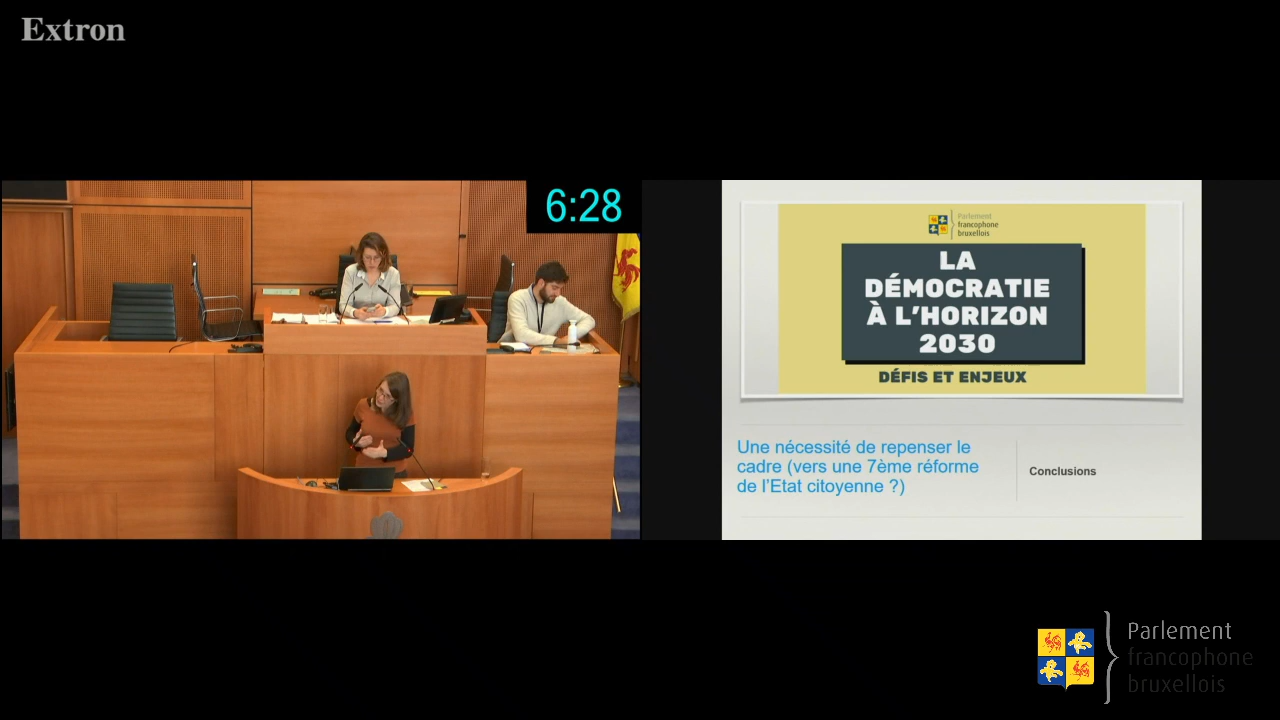 Extron
6:28
Parlement
francophone
bruxellois
LA
DÉMOCRATIE
À L'HORIZON
2030
DÉFIS ET ENJEUX
Une nécessité de repenser le
cadre (vers une 7ème réforme
de l'Etat citoyenne ?)
Conclusions
Parlement
francophone
bruxellois